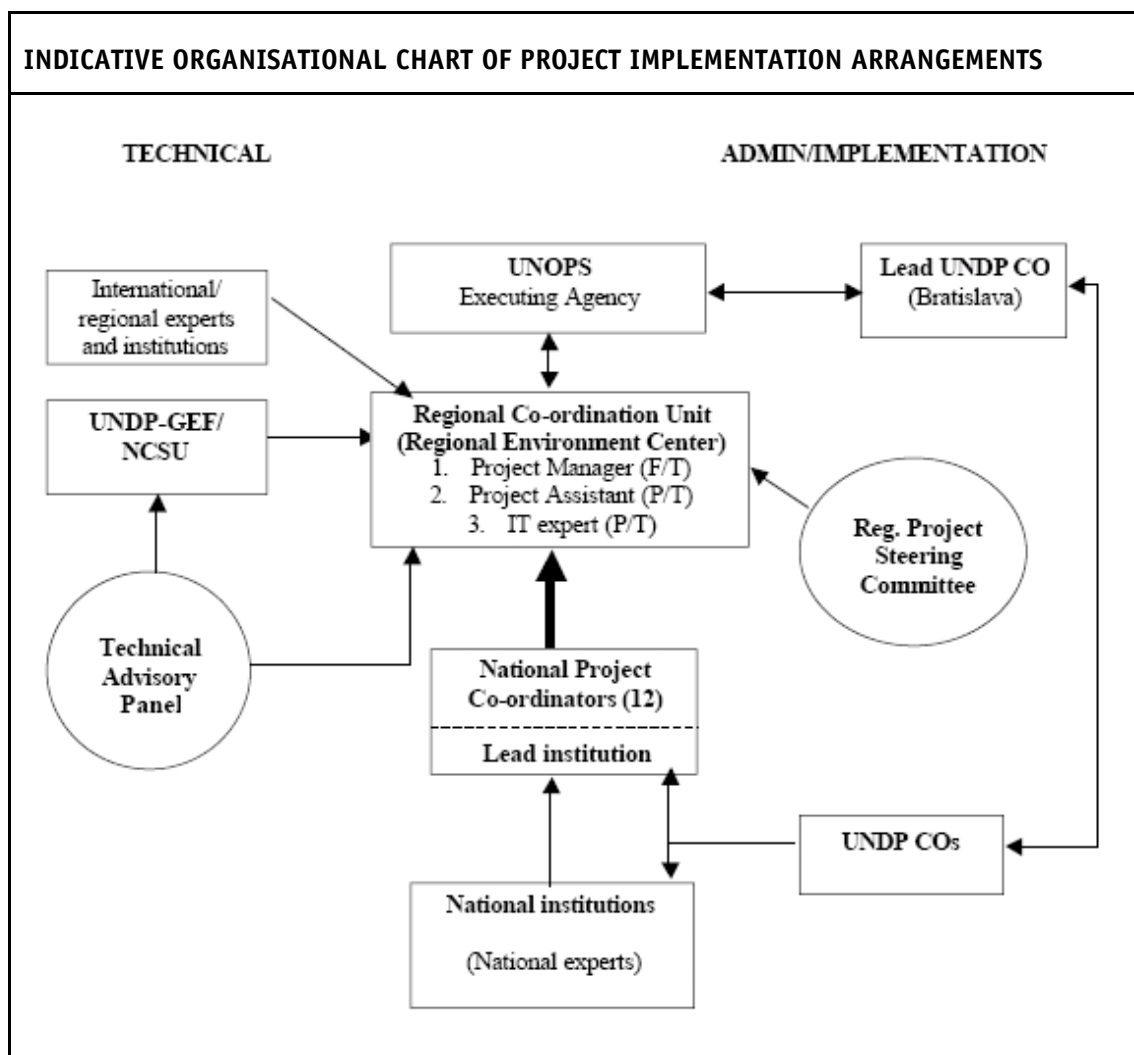 INDICATIVE ORGANISATIONAL CHART OF PROJECT IMPLEMENTATION ARRANGEMENTS
TECHNICAL
ADMIN/IMPLEMENTATION
International/
regional experts
and institutions
UNOPS
Executing Agency
Lead UNDP CO
(Bratislava)
UNDP-GEF/
NCSU
Regional Co-ordination Unit
(Regional Environment Center)
1. Project Manager (F/T)
2. Project Assistant (P/T)
3. IT expert (P/T)
Reg. Project
Steering
Committee
Technical
Advisory
Panel
National Project
Co-ordinators (12)
Lead institution
UNDP COs
National institutions
(National experts)